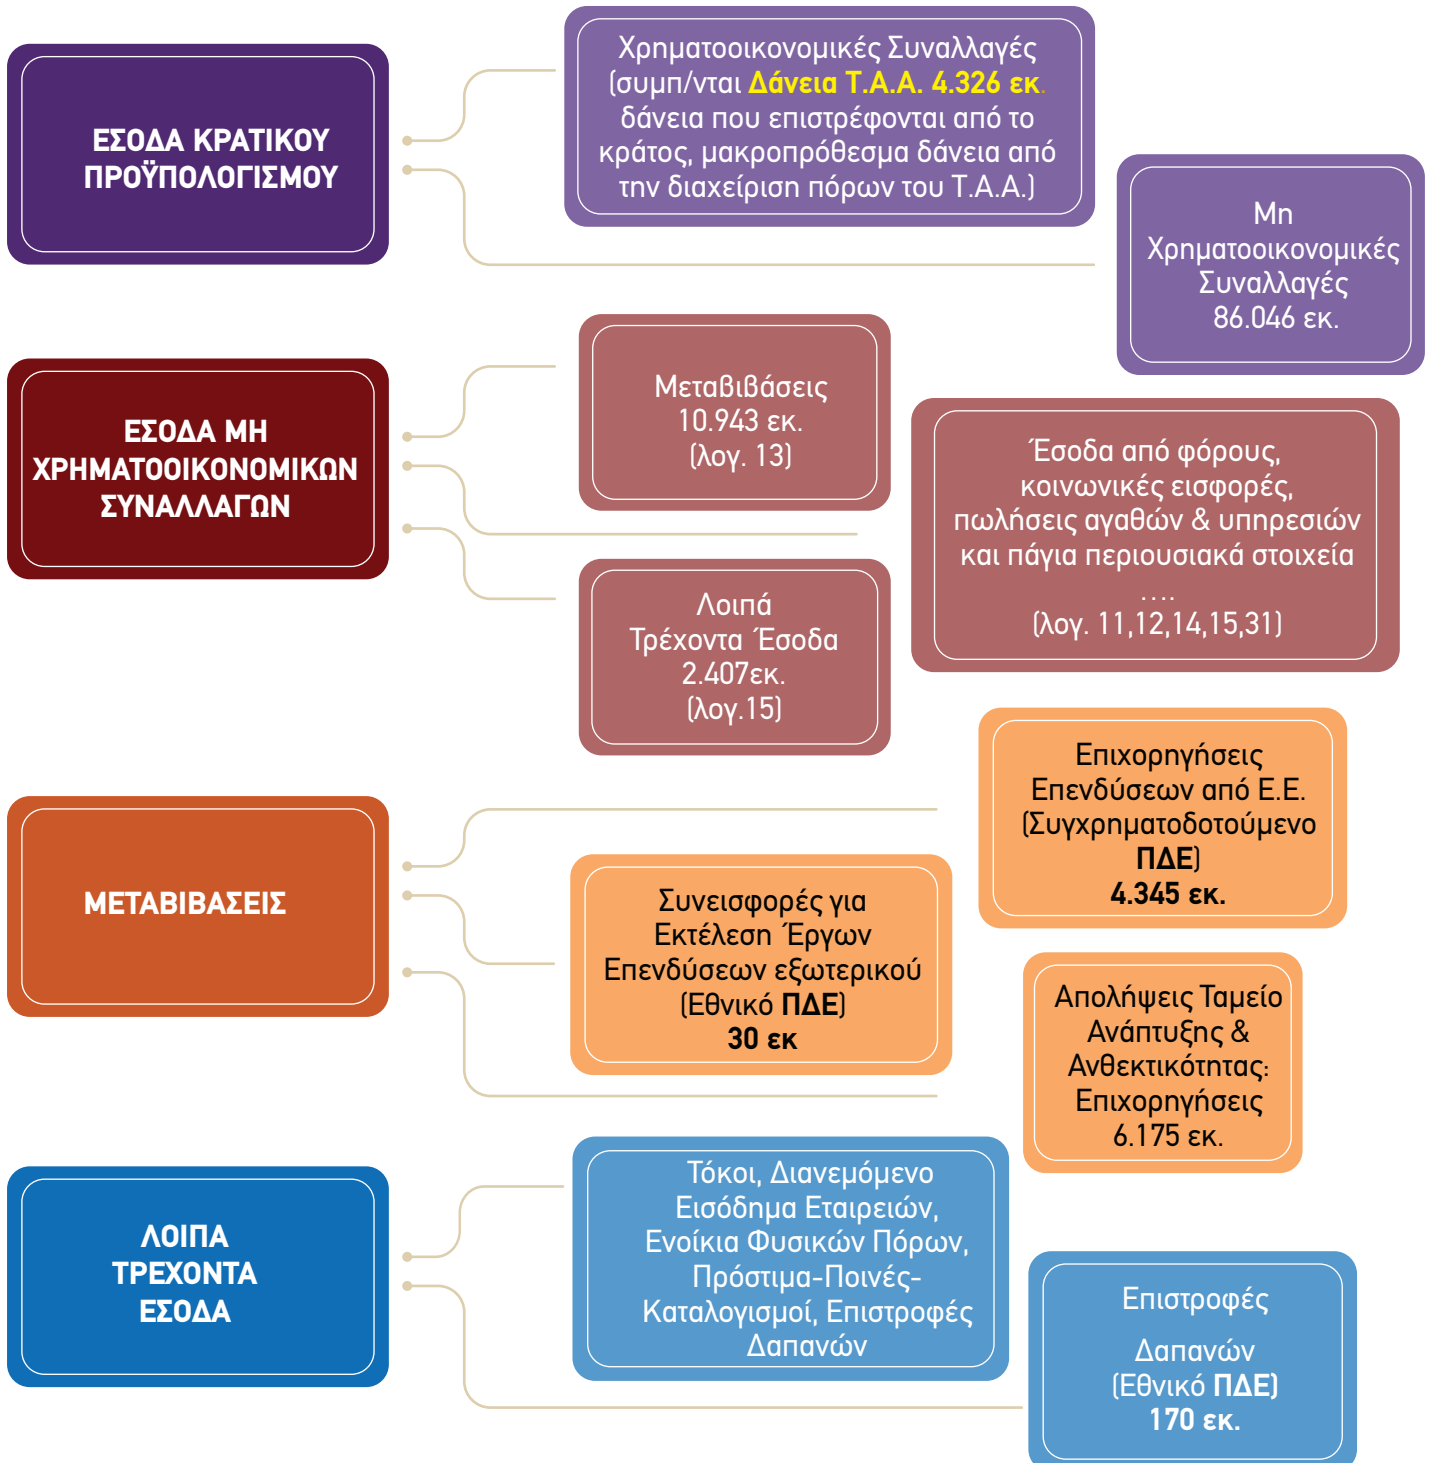 ΕΣΟΔΑ ΚΡΑΤΙΚΟΥ
ΠΡΟΫΠΟΛΟΓΙΣΜΟΥ
Χρηματοοικονομικές Συναλλαγές
(συμπ/νται Δάνεια Τ.Α.Α. 4.326 εκ.
δάνεια που επιστρέφονται από το
κράτος, μακροπρόθεσμα δάνεια από
την διαχείριση πόρων του Τ.Α.Α.)
Μη
Χρηματοοικονομικές
Συναλλαγές
86.046 εκ.
ΕΣΟΔΑ ΜΗ
ΧΡΗΜΑΤΟΟΙΚΟΝΟΜΙΚΩΝ
ΣΥΝΑΛΛΑΓΩΝ
Μεταβιβάσεις
10.943 εκ.
(λογ. 13)
Έσοδα από φόρους,
κοινωνικές εισφορές,
πωλήσεις αγαθών & υπηρεσιών
και πάγια περιουσιακά στοιχεία
....
(λογ. 11,12,14,15,31)
Λοιπά
Τρέχοντα Έσοδα
2.407εκ.
(λογ.15)
ΜΕΤΑΒΙΒΑΣΕΙΣ
Επιχορηγήσεις
Επενδύσεων από Ε.Ε.
(Συγχρηματοδοτούμενο
ΠΔΕ)
4.345 εκ.
Συνεισφορές για
Εκτέλεση Έργων
Επενδύσεων εξωτερικού
(Εθνικό ΠΔΕ)
30 εκ
Απολήψεις Ταμείο
Ανάπτυξης &
Ανθεκτικότητας:
Επιχορηγήσεις
6.175 εκ.
ΛΟΙΠΑ
ΤΡΕΧΟΝΤΑ
ΕΣΟΔΑ
Τόκοι, Διανεμόμενο
Εισόδημα Εταιρειών,
Ενοίκια Φυσικών Πόρων,
Πρόστιμα-Ποινές-
Καταλογισμοί, Επιστροφές
Δαπανών
Επιστροφές
Δαπανών
(Εθνικό ΠΔΕ)
170 εκ.